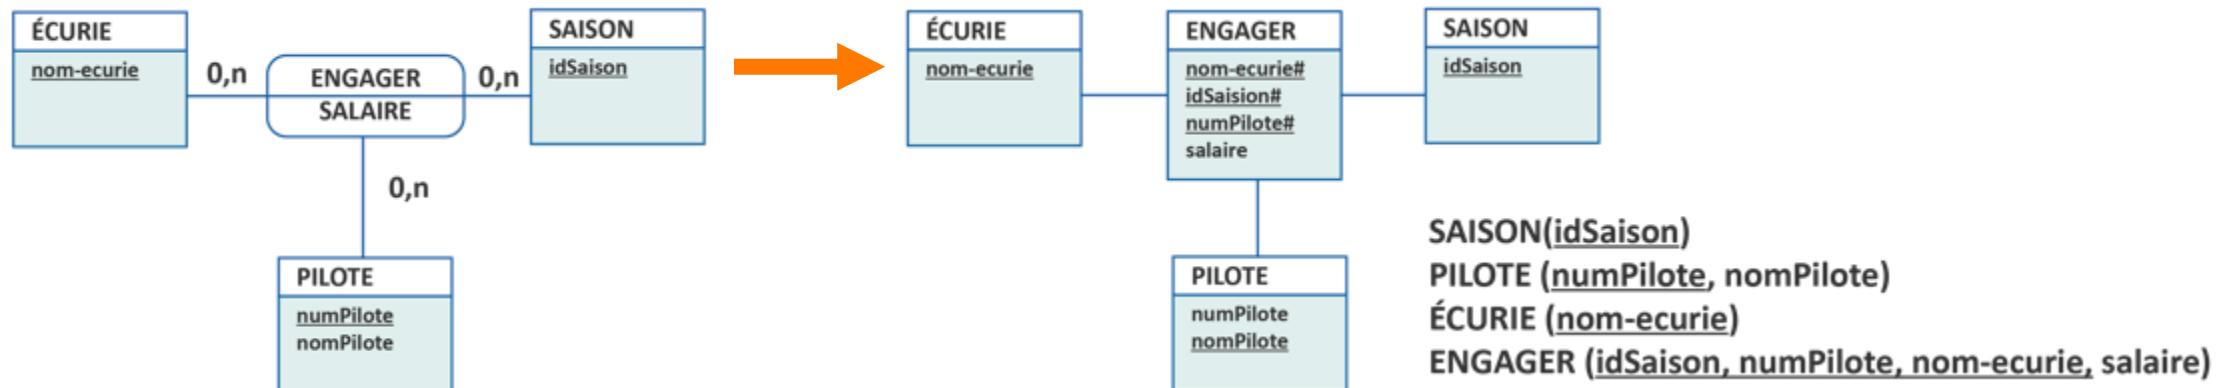 ÉCURIE
nom-ecurie
0,n
ENGAGER
SALAIRE
0,n
SAISON
idSaison
0,n
PILOTE
numPilote
nomPilote
ÉCURIE
nom-ecurie
ENGAGER
nom-ecurie#
idSaision#
numPilote#
salaire
SAISON
idSaison
PILOTE
numPilote
nomPilote
SAISON(idSaison)
PILOTE (numPilote, nomPilote)
ÉCURIE (nom-ecurie)
ENGAGER (idSaison, numPilote, nom-ecurie, salaire)